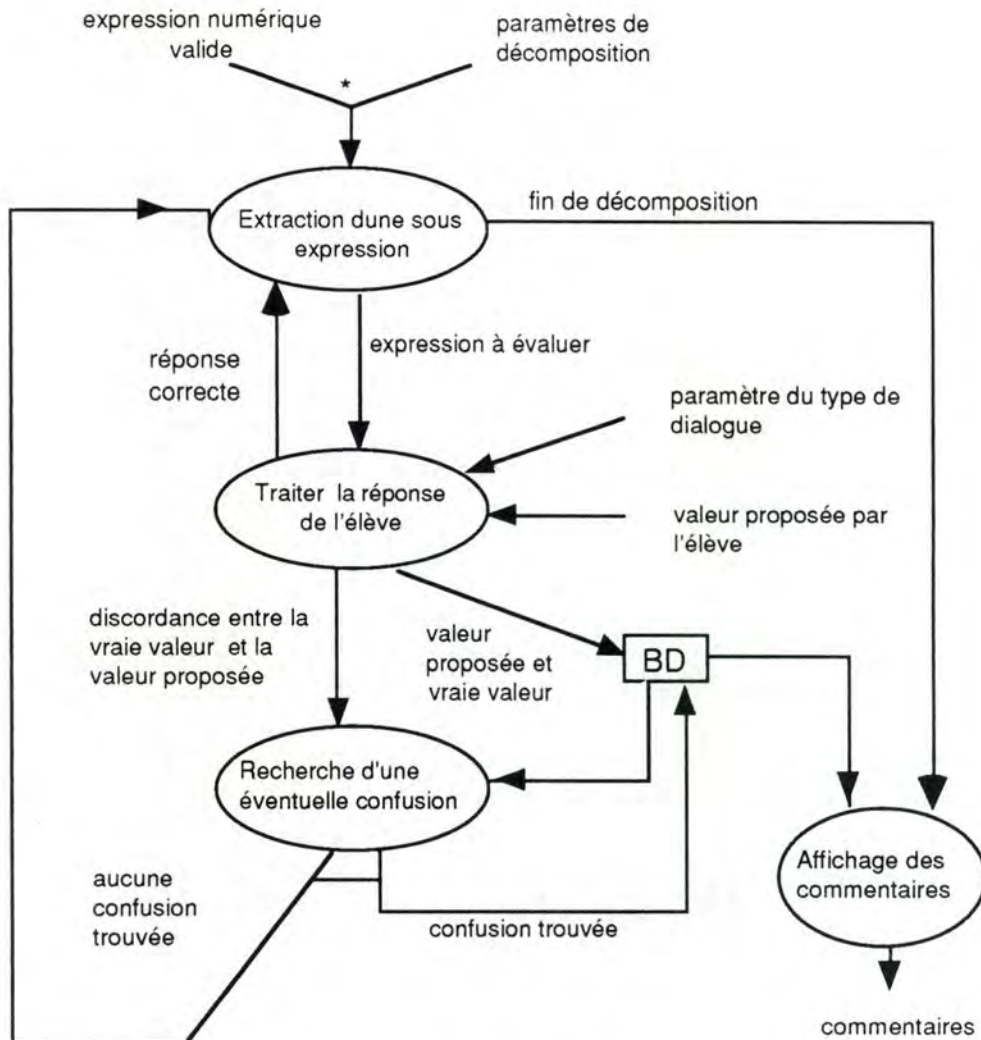 expression numérique
valide
paramètres de
décomposition
*
Extraction dune sous
expression
fin de décomposition
réponse
correcte
expression à évaluer
paramètre du type de
dialogue
Traiter la réponse
de l'élève
valeur proposée par
l'élève
discordance entre la
vraie valeur et la
valeur proposée
valeur
proposée et
vraie valeur
BD
Recherche d'une
éventuelle confusion
aucune
confusion
trouvée
confusion trouvée
Affichage des
commentaires
commentaires